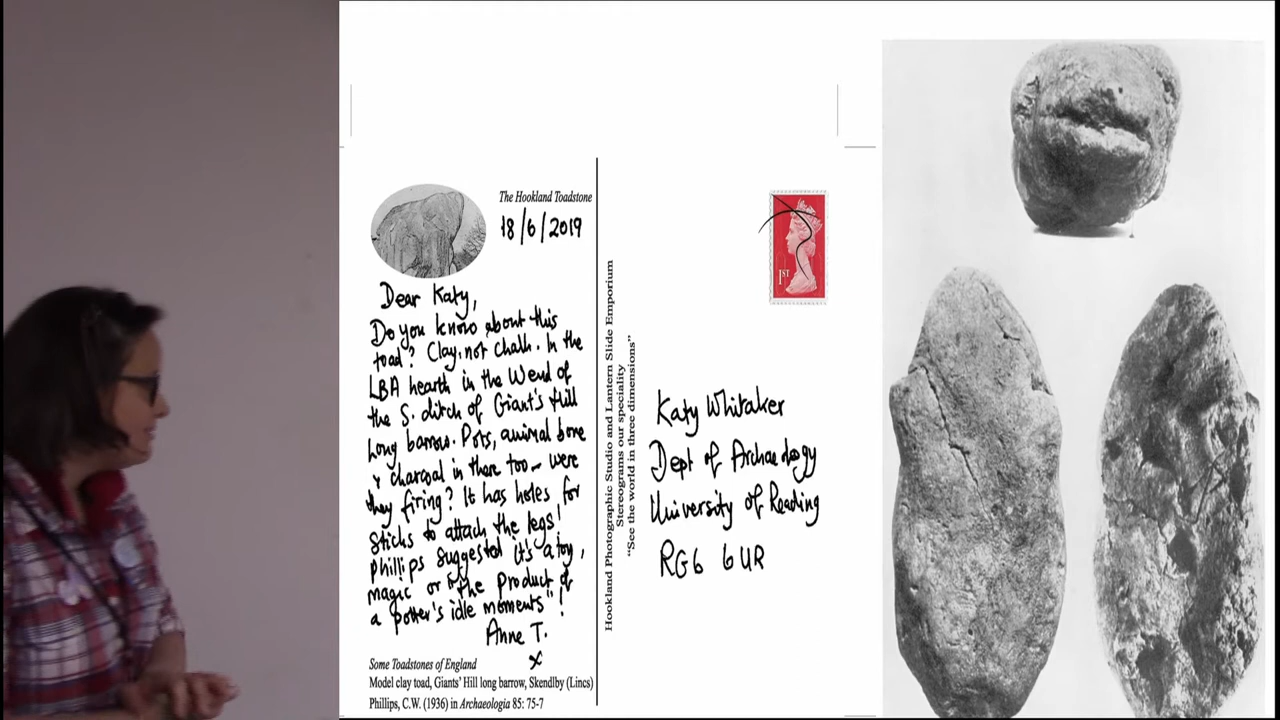 The Hookland Toadstone
18/6/2019
Dear Katy,
Do you know about this
toad? Clay, not chalk. In the
LBA hearth in the W end of
the S. ditch of Giant's Hill
long barrow. Pots, animal bone
& charcoal in there too – were
they firing? It has holes for
sticks to attach the legs!
Phillips suggested it's a toy,
magic or "the product of
a potter's idle moments"!
Anne T.
x
Some Toadstones of England
Model clay toad, Giants' Hill long barrow, Skendlby (Lincs)
Phillips, C.W. (1936) in Archaeologia 85: 75-7
Hookland Photographic Studio and Lantern Slide Emporium
Stereograms our speciality
"See the world in three dimensions"
1ST
Katy Whitaker
Dept of Archaeology
University of Reading
RG6 6UR